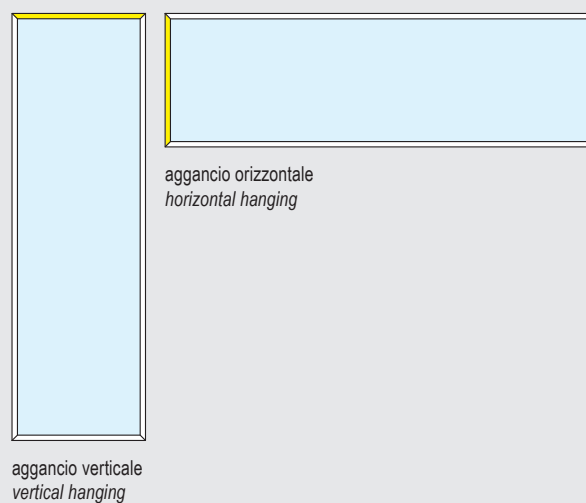 aggancio orizzontale
horizontal hanging
aggancio verticale
vertical hanging